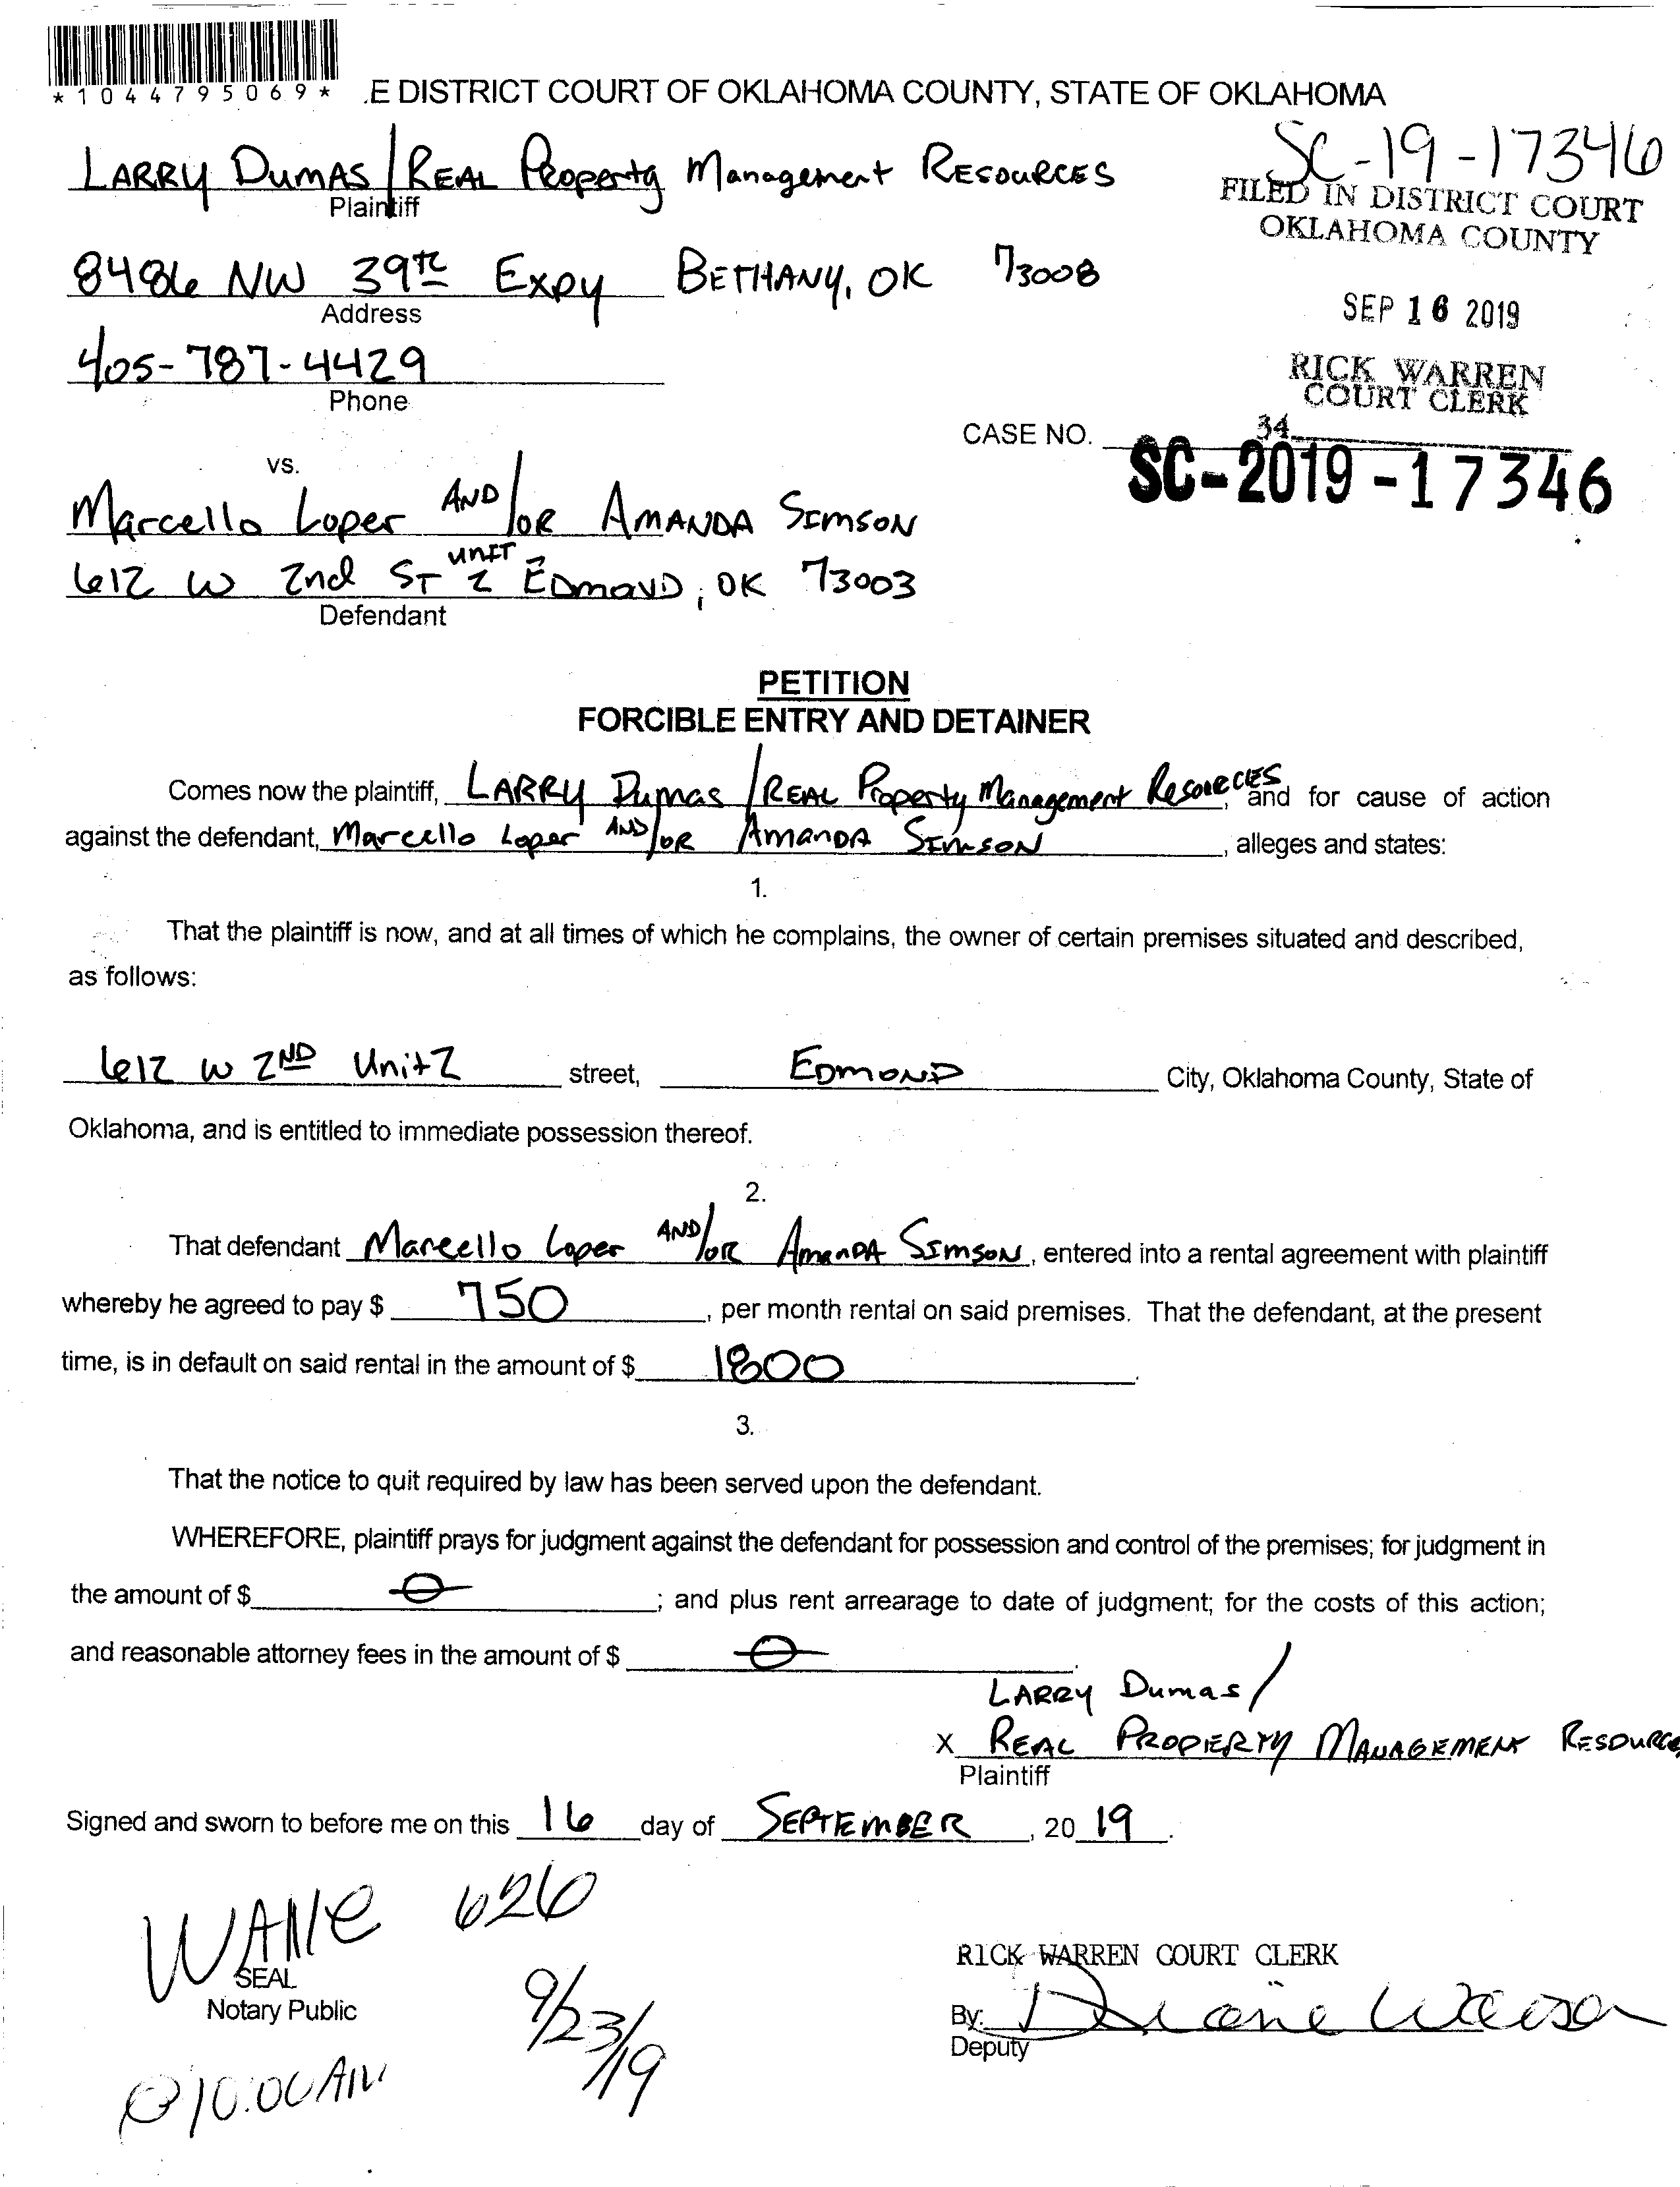 *1044795069*
.E DISTRICT COURT OF OKLAHOMA COUNTY, STATE OF OKLAHOMA
SC-19-17346
LARRY DUMAS / REAL Property Management RESOURCES
Plaintiff
FILED IN DISTRICT COURT
OKLAHOMA COUNTY
8486 NW 39th EXPY BETHANY, OK 73008
Address
SEP 16 2019
405-787-4429
Phone
RICK WARREN
COURT CLERK
34
CASE NO.
SC-2019-17346
vs.
Marcello Loper AND/OR AMANDA SIMSON
612 W 2nd ST UNIT 2 EDMOND, OK 73003
Defendant
PETITION
FORCIBLE ENTRY AND DETAINER
Comes now the plaintiff, LARRY Dumas / REAL Property Management Resources, and for cause of action
against the defendant, Marcello Loper AND/OR AMANDA SIMSON, alleges and states:
1.
That the plaintiff is now, and at all times of which he complains, the owner of certain premises situated and described,
as follows:
612 W 2ND Unit 2 street, EDMOND City, Oklahoma County, State of
Oklahoma, and is entitled to immediate possession thereof.
2.
That defendant Marcello Loper AND/OR AMANDA SIMSON, entered into a rental agreement with plaintiff
whereby he agreed to pay $ 750, per month rental on said premises. That the defendant, at the present
time, is in default on said rental in the amount of $ 1800.
3.
That the notice to quit required by law has been served upon the defendant.
WHEREFORE, plaintiff prays for judgment against the defendant for possession and control of the premises; for judgment in
the amount of $ 0; and plus rent arrearage to date of judgment; for the costs of this action;
and reasonable attorney fees in the amount of $ 0.
LARRY Dumas/
X REAL PROPERTY MANAGEMENT RESOURCES
Plaintiff
Signed and sworn to before me on this 16 day of SEPTEMBER, 2019.
626
SEAL
Notary Public
9/23/19
@10:00AM
RICK WARREN COURT CLERK
By:
Deputy